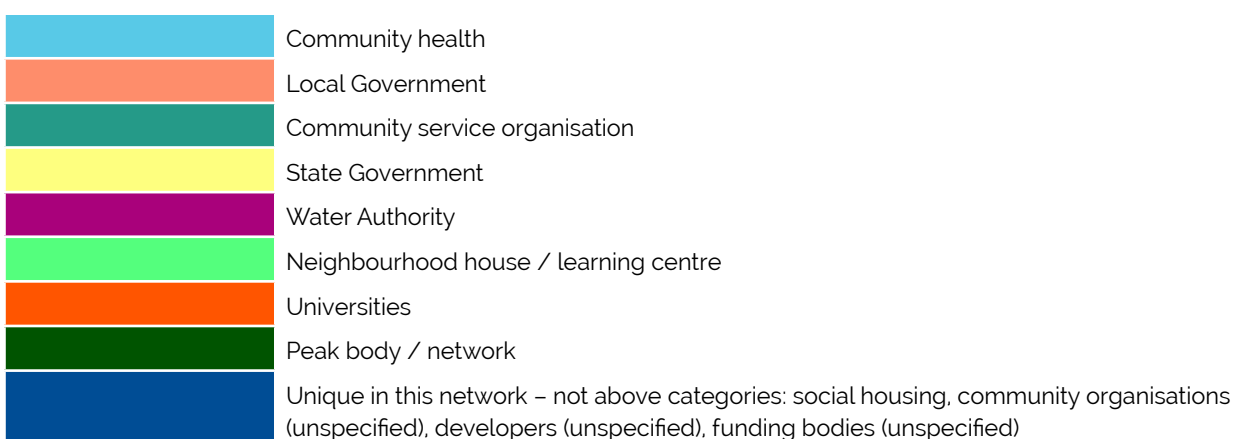 Community health
Local Government
Community service organisation
State Government
Water Authority
Neighbourhood house / learning centre
Universities
Peak body / network
Unique in this network – not above categories: social housing, community organisations
(unspecified), developers (unspecified), funding bodies (unspecified)